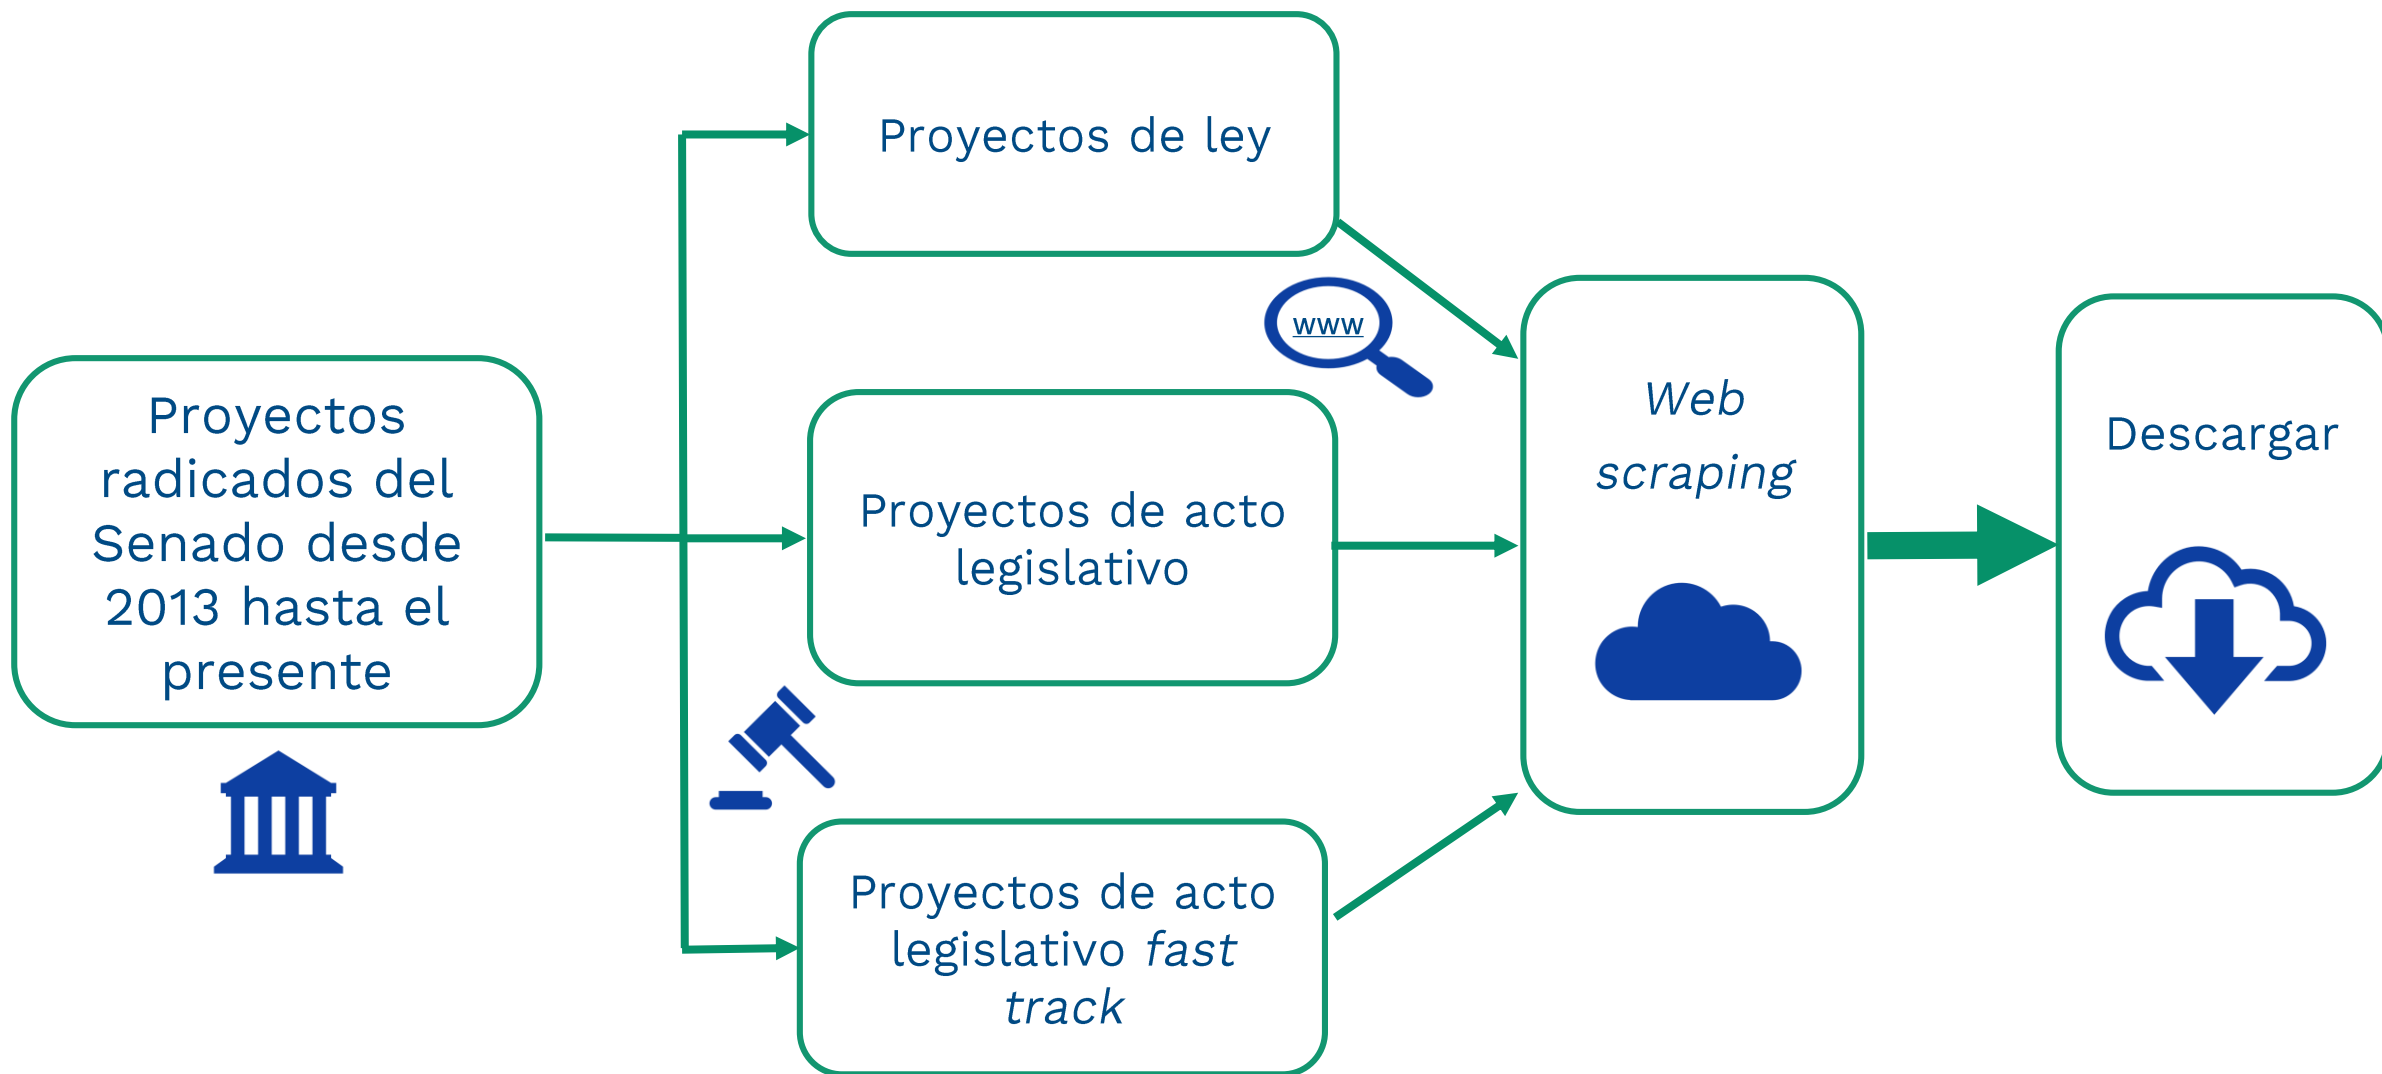 Proyectos
radicados del
Senado desde
2013 hasta el
presente
Proyectos de ley
www
Proyectos de acto
legislativo
Proyectos de acto
legislativo fast
track
Web
scraping
Descargar